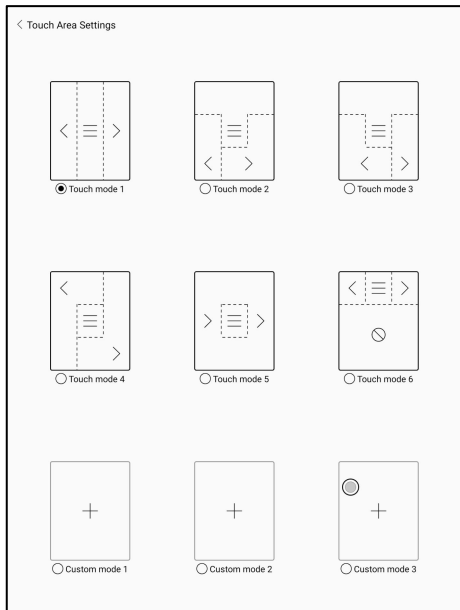 Touch Area Settings
Touch mode 1
Touch mode 2
Touch mode 3
Touch mode 4
Touch mode 5
Touch mode 6
Custom mode 1
Custom mode 2
Custom mode 3